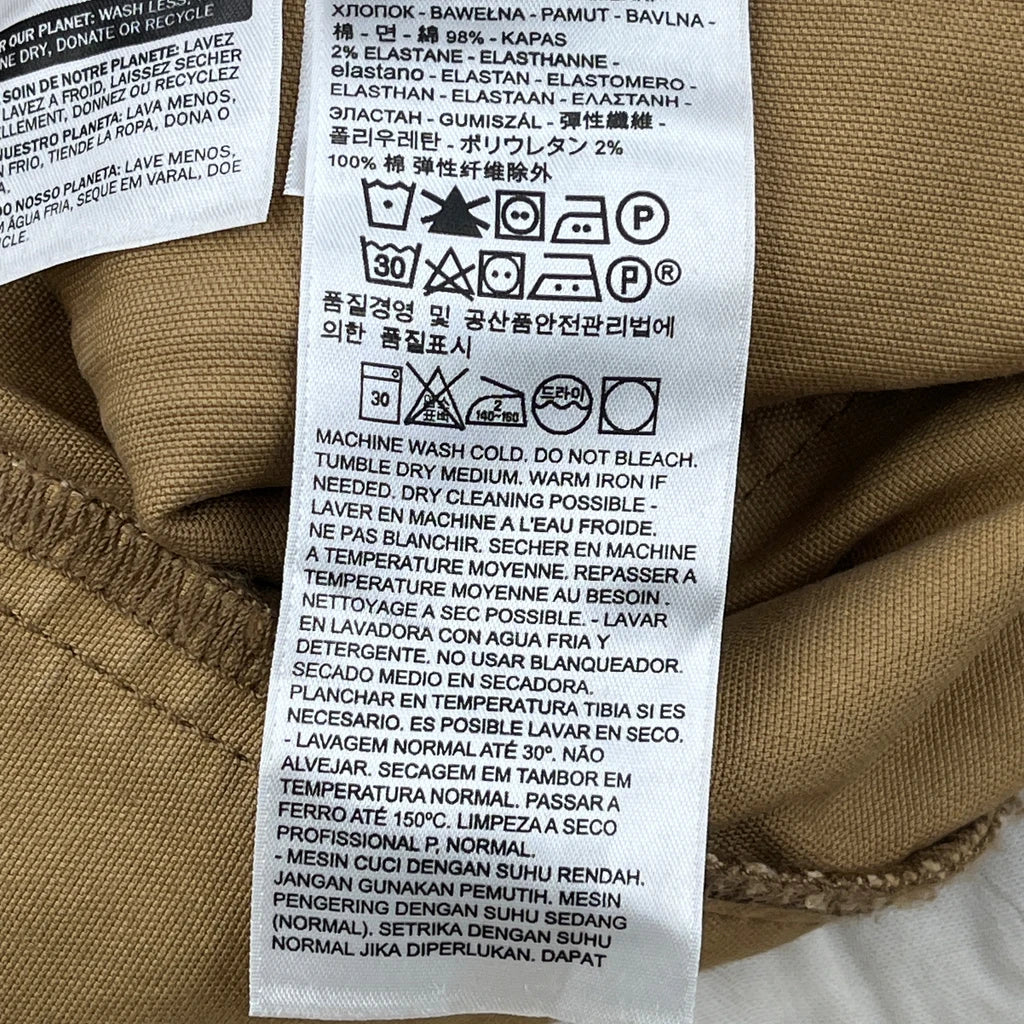 OUR PLANET: WASH LESS,
NE DRY, DONATE OR RECYCLE
SOIN DE NOTRE PLANETE: LAVEZ
LAVEZ A FROID, LAISSEZ SECHER
ELLEMENT, DONNEZ OU RECYCLEZ
NUESTRO PLANETA: LAVA MENOS,
N FRIO, TIENDE LA ROPA, DONA O
A.
DO NOSSO PLANETA: LAVE MENOS,
M ÁGUA FRIA, SEQUE EM VARAL, DOE
CLE.
ХЛОПОК - BAWEŁNA - PAMUT - BAVLNA -
棉 - 면 - 綿 98% - KAPAS
2% ELASTANE - ELASTHANNE -
elastano - ELASTAN - ELASTOMERO -
ELASTHAN - ELASTAAN - ΕΛΑΣΤΑΝΗ -
ЭЛАСТАН - GUMISZÁL - 彈性纖維 -
폴리우레탄 - ポリウレタン 2%
100% 棉 弹性纤维除外
P
30 P®
품질경영 및 공산품안전관리법에
의한 품질표시
30 표백 2 140~160 드라이
MACHINE WASH COLD. DO NOT BLEACH.
TUMBLE DRY MEDIUM. WARM IRON IF
NEEDED. DRY CLEANING POSSIBLE -
LAVER EN MACHINE A L'EAU FROIDE.
NE PAS BLANCHIR. SECHER EN MACHINE
A TEMPERATURE MOYENNE. REPASSER A
TEMPERATURE MOYENNE AU BESOIN -
NETTOYAGE A SEC POSSIBLE. - LAVAR
EN LAVADORA CON AGUA FRIA Y
DETERGENTE. NO USAR BLANQUEADOR.
SECADO MEDIO EN SECADORA.
PLANCHAR EN TEMPERATURA TIBIA SI ES
NECESARIO. ES POSIBLE LAVAR EN SECO.
- LAVAGEM NORMAL ATÉ 30º. NÃO
ALVEJAR. SECAGEM EM TAMBOR EM
TEMPERATURA NORMAL. PASSAR A
FERRO ATÉ 150ºC. LIMPEZA A SECO
PROFISSIONAL P, NORMAL.
- MESIN CUCI DENGAN SUHU RENDAH.
JANGAN GUNAKAN PEMUTIH. MESIN
PENGERING DENGAN SUHU SEDANG
(NORMAL). SETRIKA DENGAN SUHU
NORMAL JIKA DIPERLUKAN. DAPAT